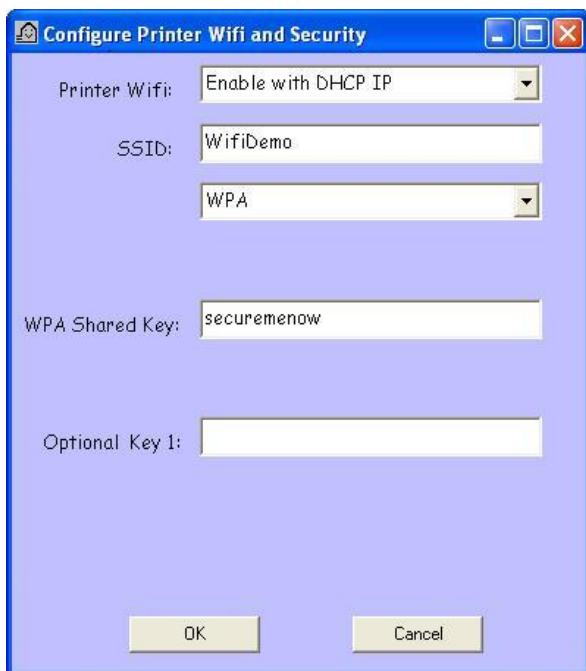 Configure Printer Wifi and Security
Printer Wifi: Enable with DHCP IP
SSID: WifiDemo
WPA
WPA Shared Key: securemenow
Optional Key 1:
OK Cancel